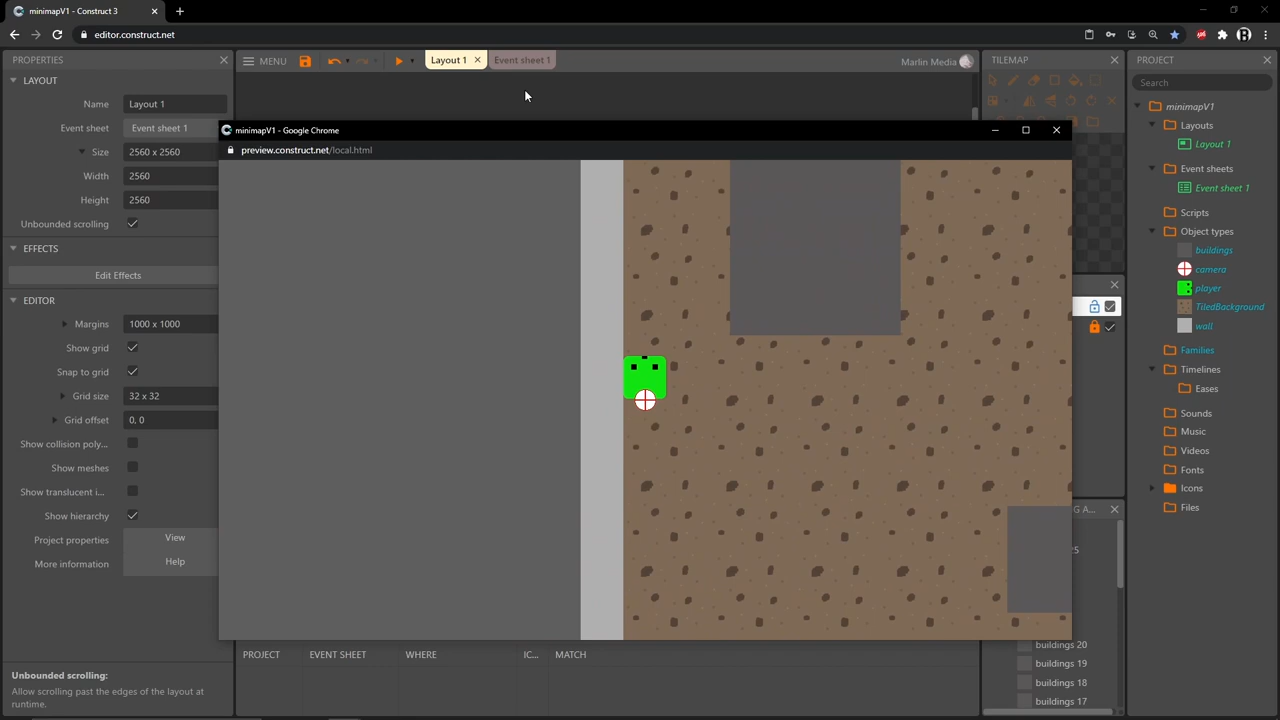 minimapV1 - Construct 3
editor.construct.net
PROPERTIES
LAYOUT
Name
Layout 1
Event sheet
Event sheet 1
Size
2560 x 2560
Width
2560
Height
2560
Unbounded scrolling
EFFECTS
Edit Effects
EDITOR
Margins
1000 x 1000
Show grid
Snap to grid
Grid size
32 x 32
Grid offset
0, 0
Show collision poly...
Show meshes
Show translucent i...
Show hierarchy
Project properties
View
More information
Help
Unbounded scrolling:
Allow scrolling past the edges of the layout at
runtime.
MENU
Layout 1
Event sheet 1
Marlin Media
minimapV1 - Google Chrome
preview.construct.net/local.html
PROJECT
EVENT SHEET
WHERE
IC...
MATCH
TILEMAP
G A...
25
buildings 20
buildings 19
buildings 18
buildings 17
PROJECT
Search
minimapV1
Layouts
Layout 1
Event sheets
Event sheet 1
Scripts
Object types
buildings
camera
player
TiledBackground
wall
Families
Timelines
Eases
Sounds
Music
Videos
Fonts
Icons
Files